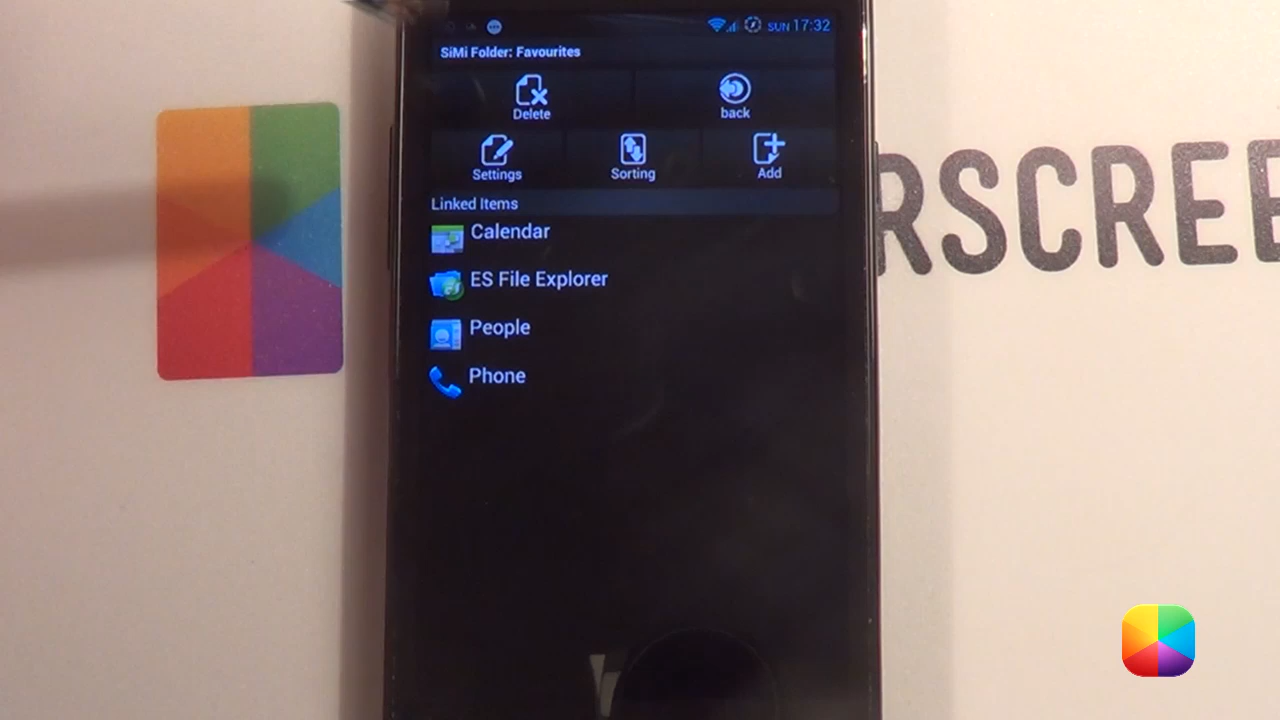 SUN 17:32
SiMi Folder: Favourites
Delete
back
Settings
Sorting
Add
Linked Items
Calendar
ES File Explorer
People
Phone
RSCREE